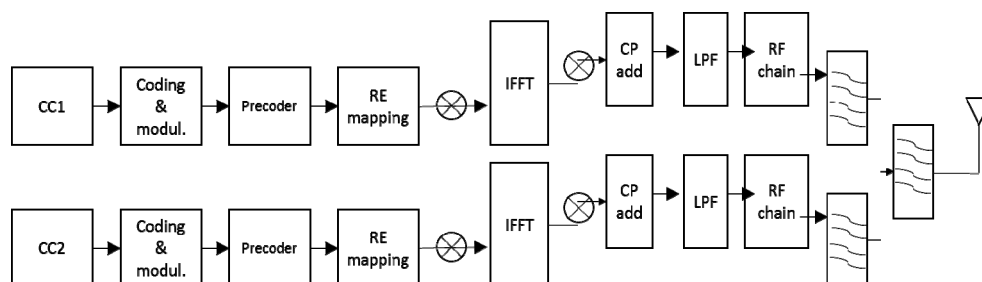 CC1
Coding
&
modul.
Precoder
RE
mapping
IFFT
CP
add
LPF
RF
chain
CC2
Coding
&
modul.
Precoder
RE
mapping
IFFT
CP
add
LPF
RF
chain